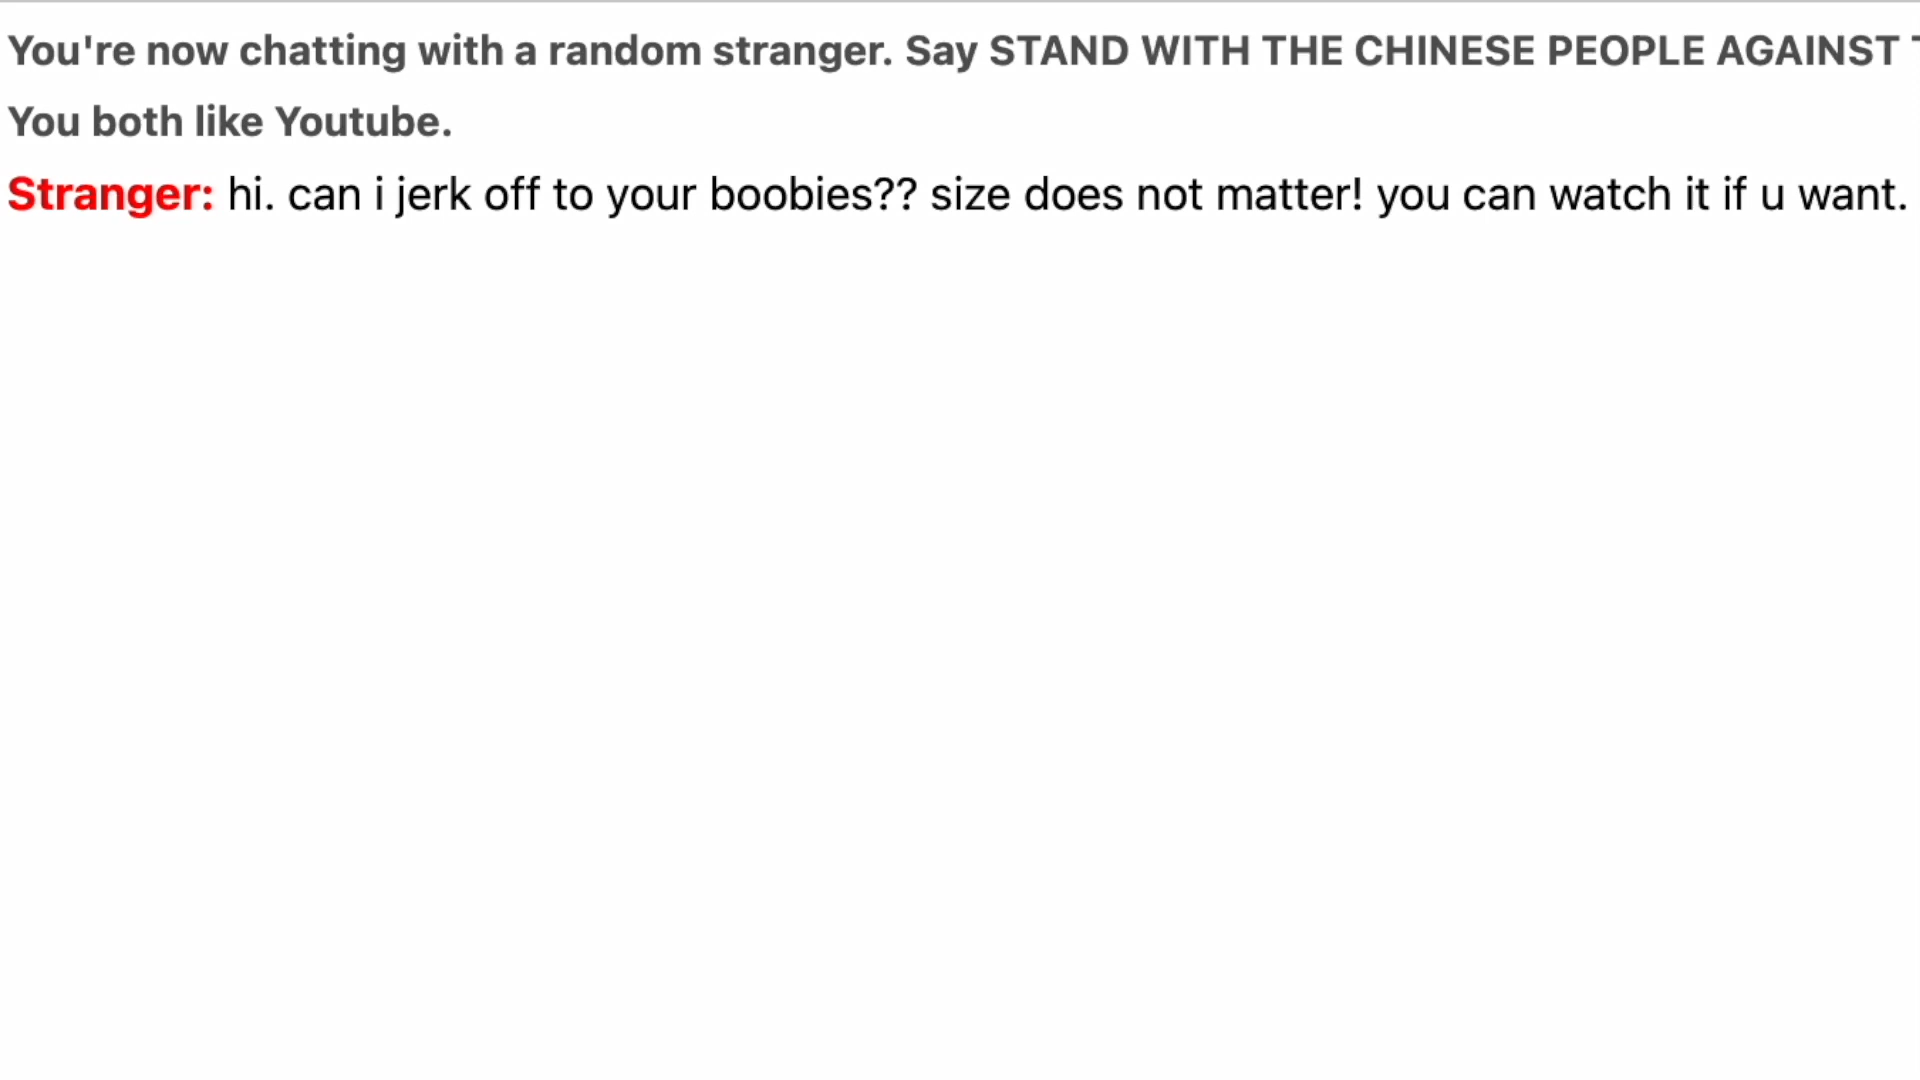 You're now chatting with a random stranger. Say STAND WITH THE CHINESE PEOPLE AGAINST
You both like Youtube.
Stranger: hi. can i jerk off to your boobies?? size does not matter! you can watch it if u want.